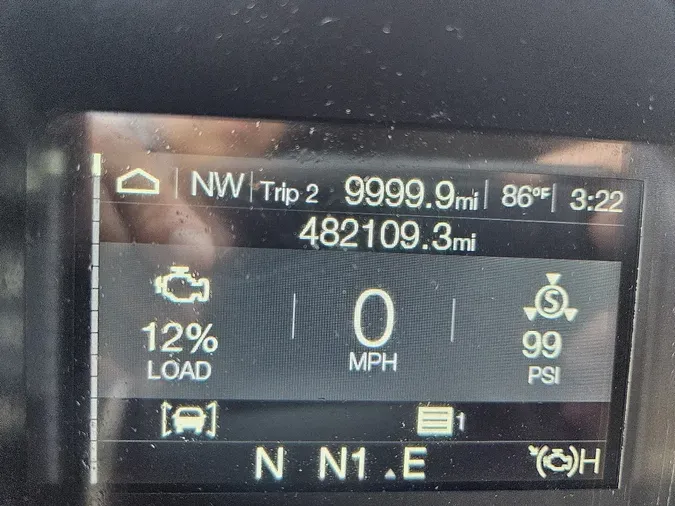 NW Trip 2 9999.9mi 86°F 3:22
482109.3mi
12%
LOAD
0
MPH
S
99
PSI
1
N N1 E H